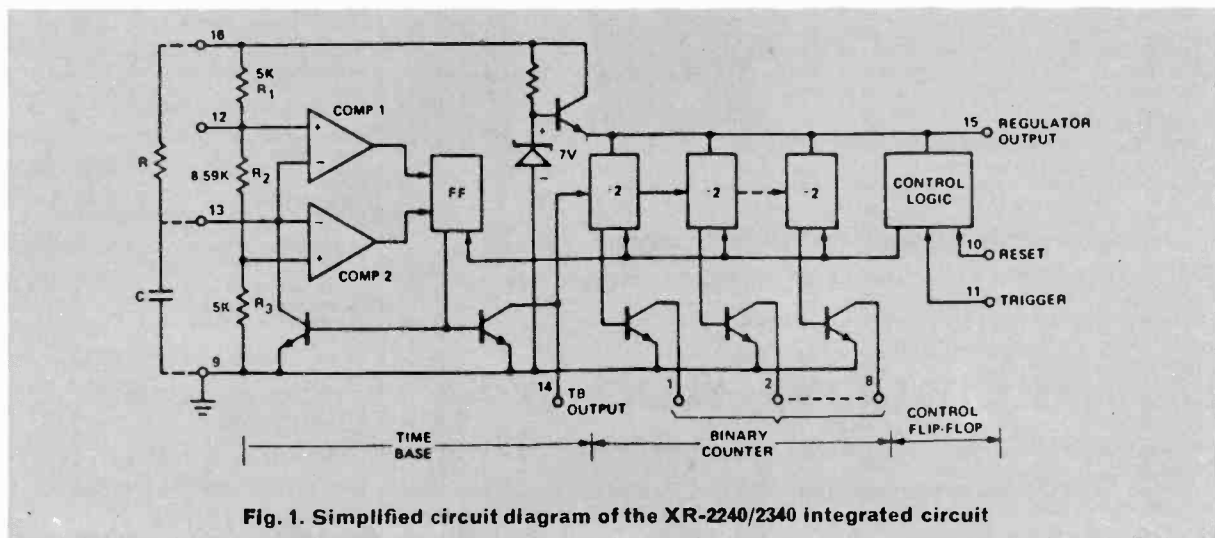 16
5K
R1
12
COMP 1
+
-
R
R2
8 59K
13
-
+
COMP 2
FF
+
7V
-
-2
-2
-2
CONTROL
LOGIC
15
REGULATOR
OUTPUT
10
RESET
11
TRIGGER
C
5K
R3
9
14
TB
OUTPUT
1
2
8
TIME
BASE
BINARY
COUNTER
CONTROL
FLIP-FLOP
Fig. 1. Simplified circuit diagram of the XR-2240/2340 integrated circuit